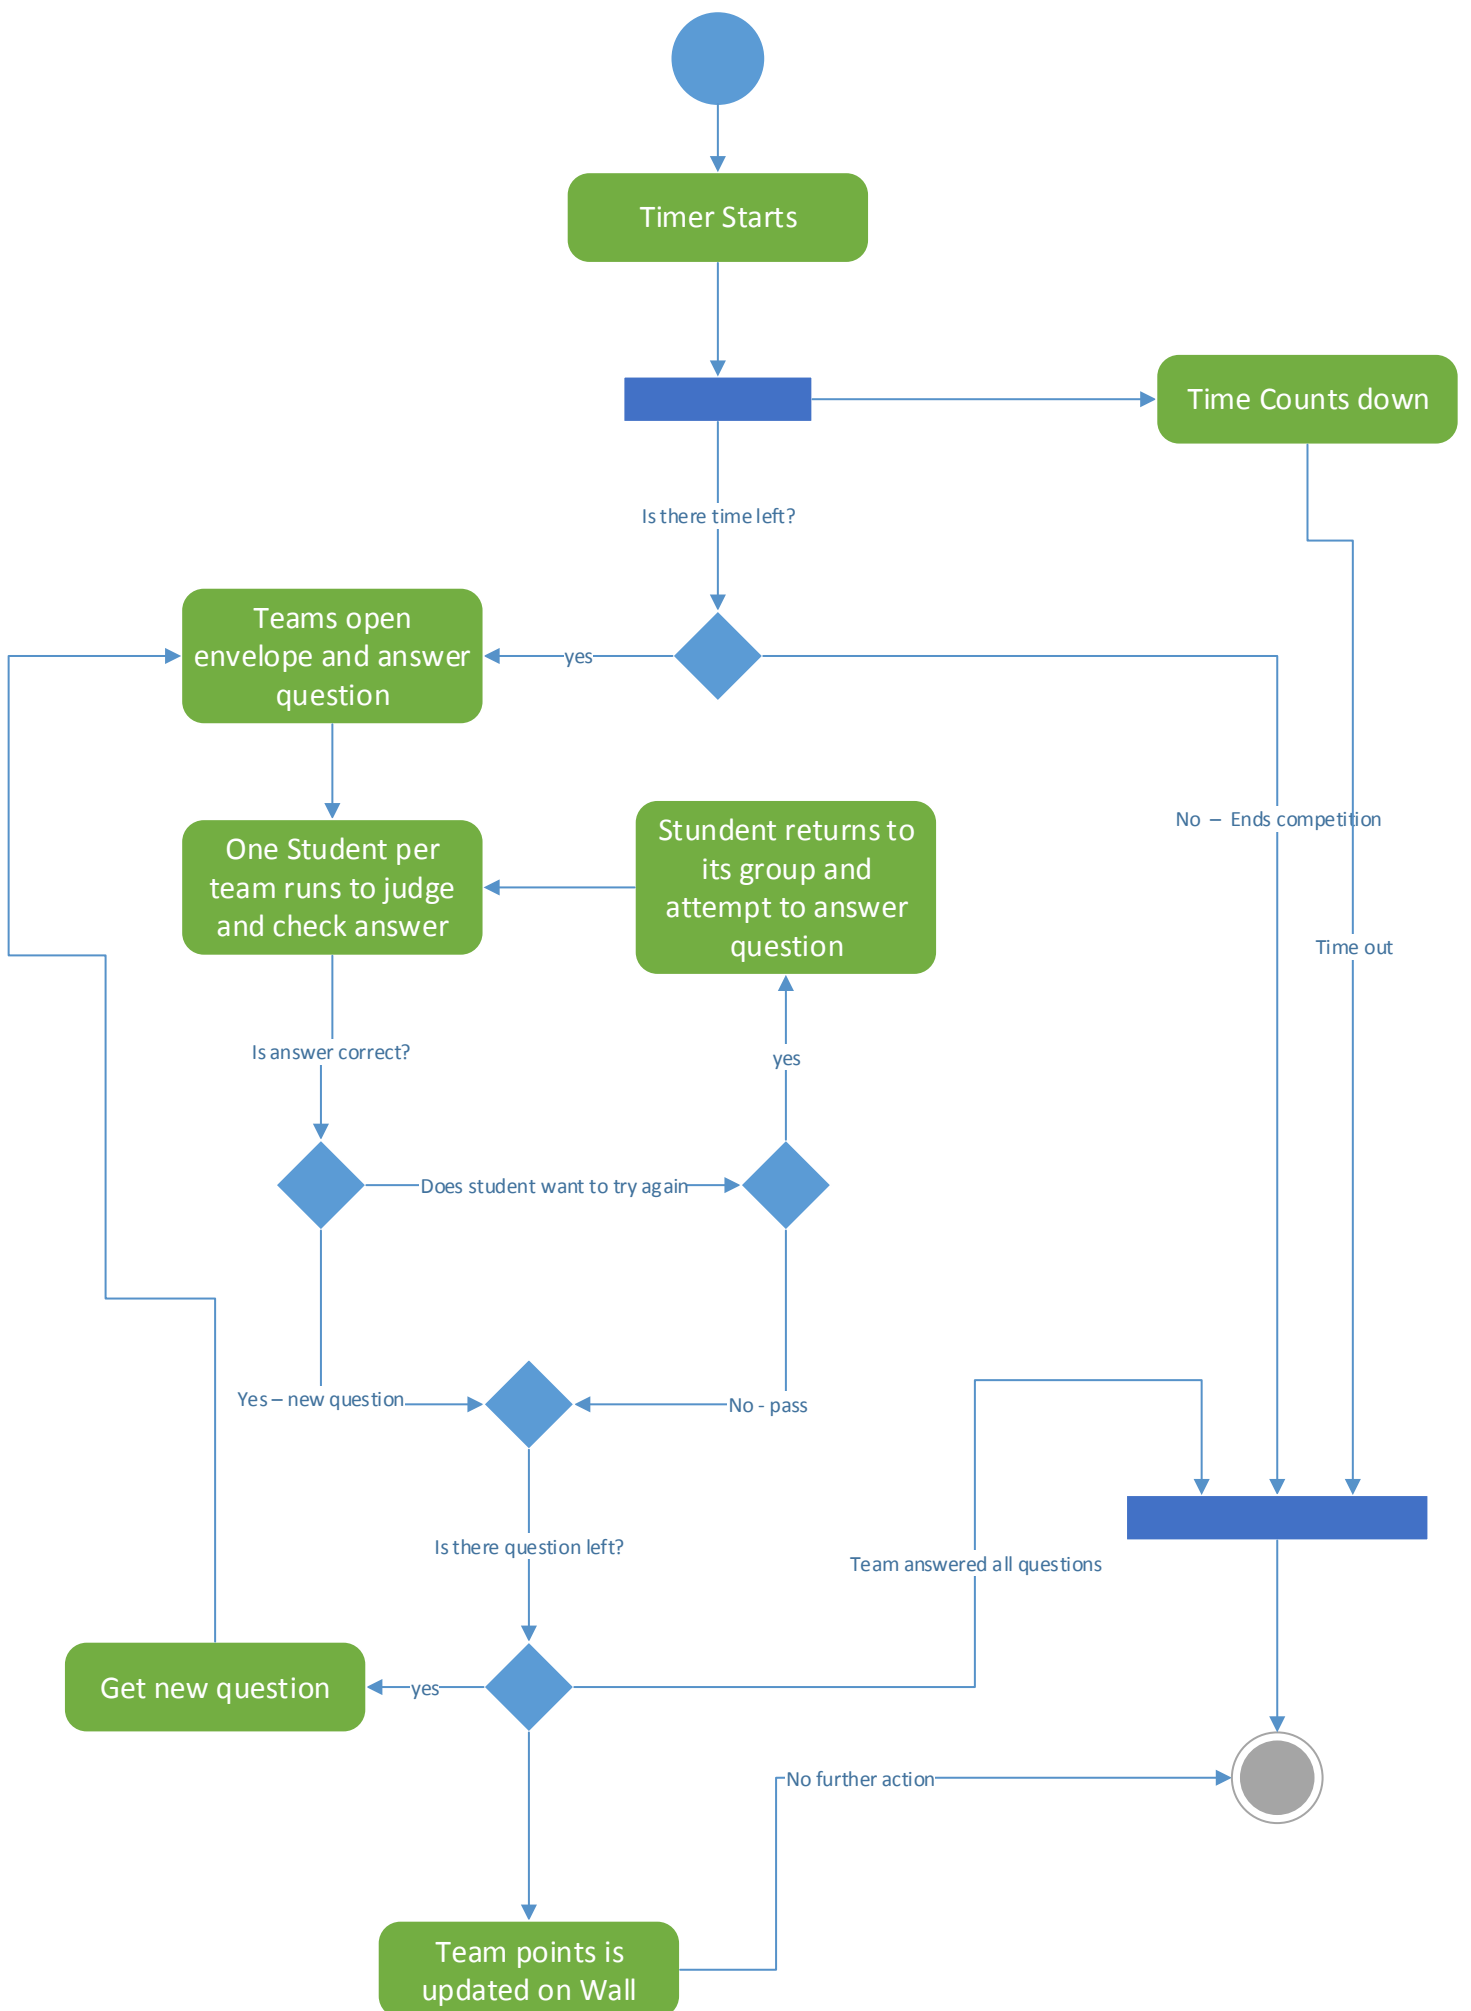 Timer Starts
Time Counts down
Is there time left?
Teams open
envelope and answer
question
yes
No – Ends competition
One Student per
team runs to judge
and check answer
Stundent returns to
its group and
attempt to answer
question
Time out
Is answer correct?
yes
Does student want to try again
Yes – new question
No - pass
Is there question left?
Team answered all questions
Get new question
yes
No further action
Team points is
updated on Wall